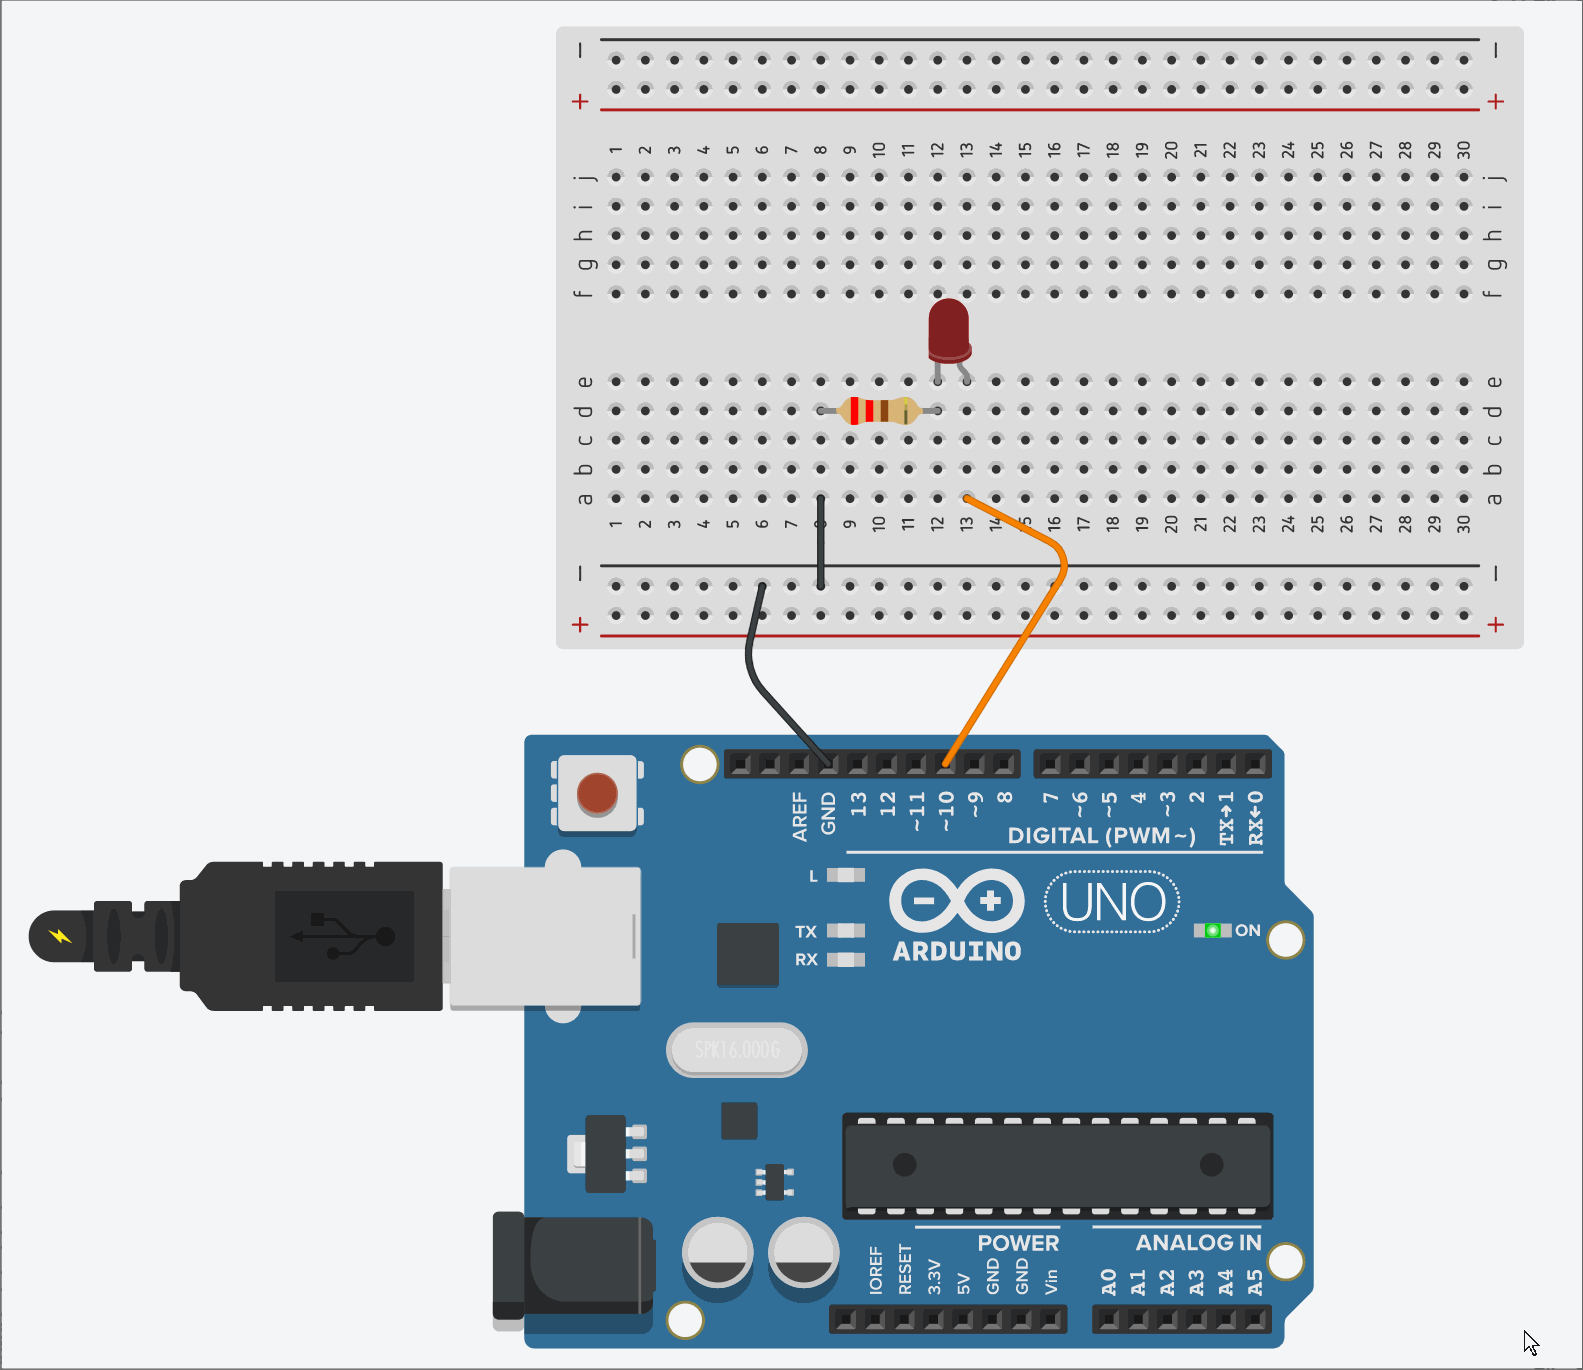 − −
+ +
1 2 3 4 5 6 7 8 9 10 11 12 13 14 15 16 17 18 19 20 21 22 23 24 25 26 27 28 29 30
j j
i i
h h
g g
f f
e e
d d
c c
b b
a a
1 2 3 4 5 6 7 8 9 10 11 12 13 14 15 16 17 18 19 20 21 22 23 24 25 26 27 28 29 30
− −
+ +
AREF GND 13 12 ~11 ~10 ~9 8 7 ~6 ~5 4 ~3 2 TX→1 RX←0
DIGITAL (PWM ~)
L
TX
RX
UNO
ARDUINO
ON
SPK16.000G
POWER ANALOG IN
IOREF RESET 3.3V 5V GND GND Vin A0 A1 A2 A3 A4 A5